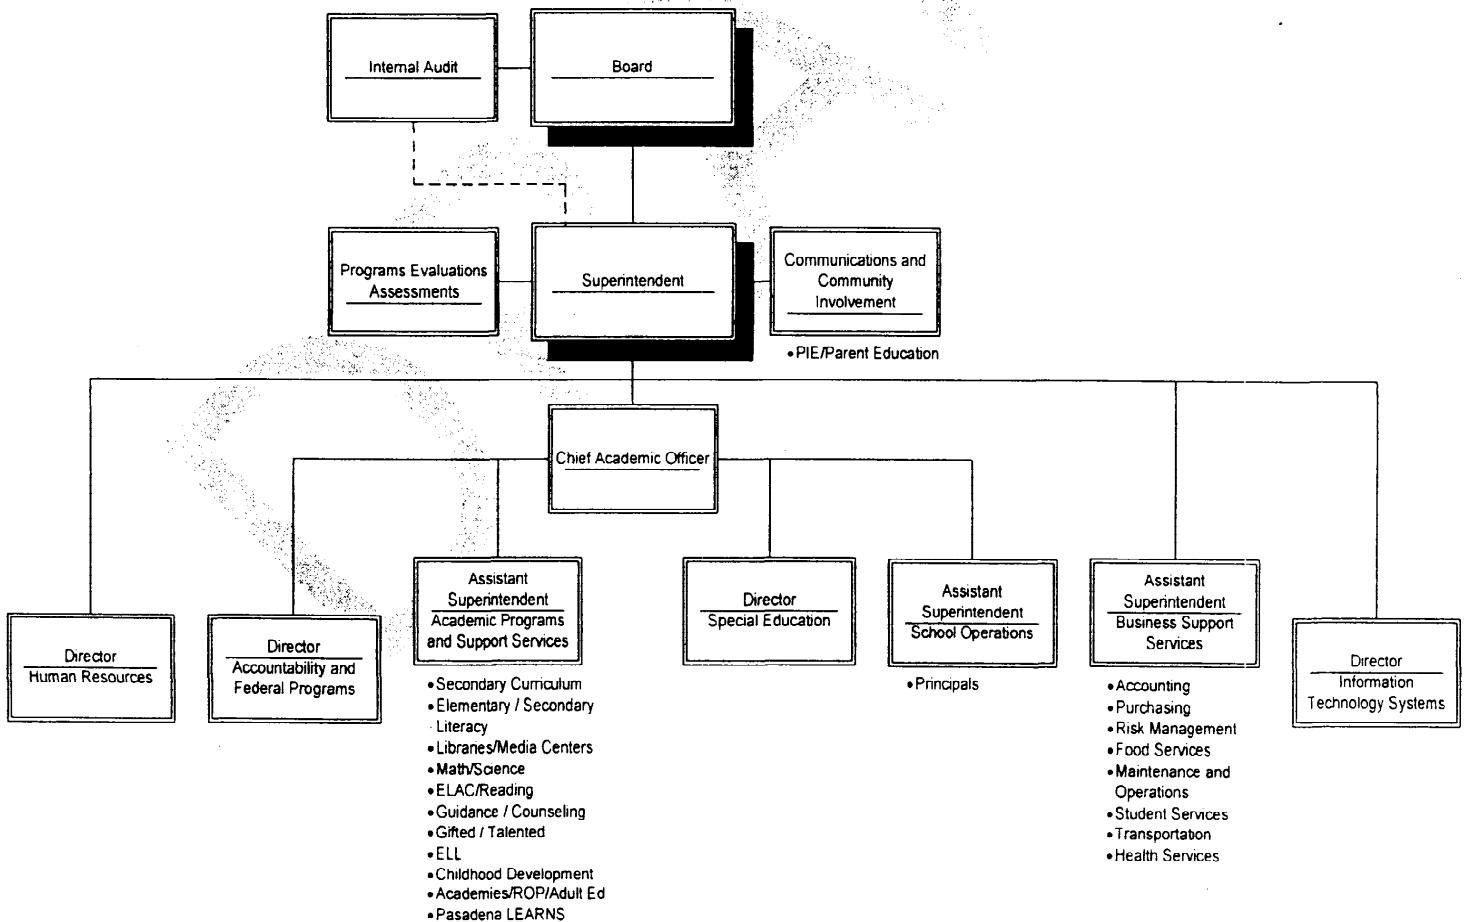 Internal Audit
Board
Programs Evaluations
Assessments
Superintendent
Communications and
Community
Involvement
•PIE/Parent Education
Chief Academic Officer
Director
Human Resources
Director
Accountability and
Federal Programs
Assistant
Superintendent
Academic Programs
and Support Services
•Secondary Curriculum
•Elementary / Secondary
Literacy
•Libraries/Media Centers
•Math/Science
•ELAC/Reading
•Guidance / Counseling
•Gifted / Talented
•ELL
•Childhood Development
•Academies/ROP/Adult Ed
•Pasadena LEARNS
Director
Special Education
Assistant
Superintendent
School Operations
•Principals
Assistant
Superintendent
Business Support
Services
•Accounting
•Purchasing
•Risk Management
•Food Services
•Maintenance and
Operations
•Student Services
•Transportation
•Health Services
Director
Information
Technology Systems